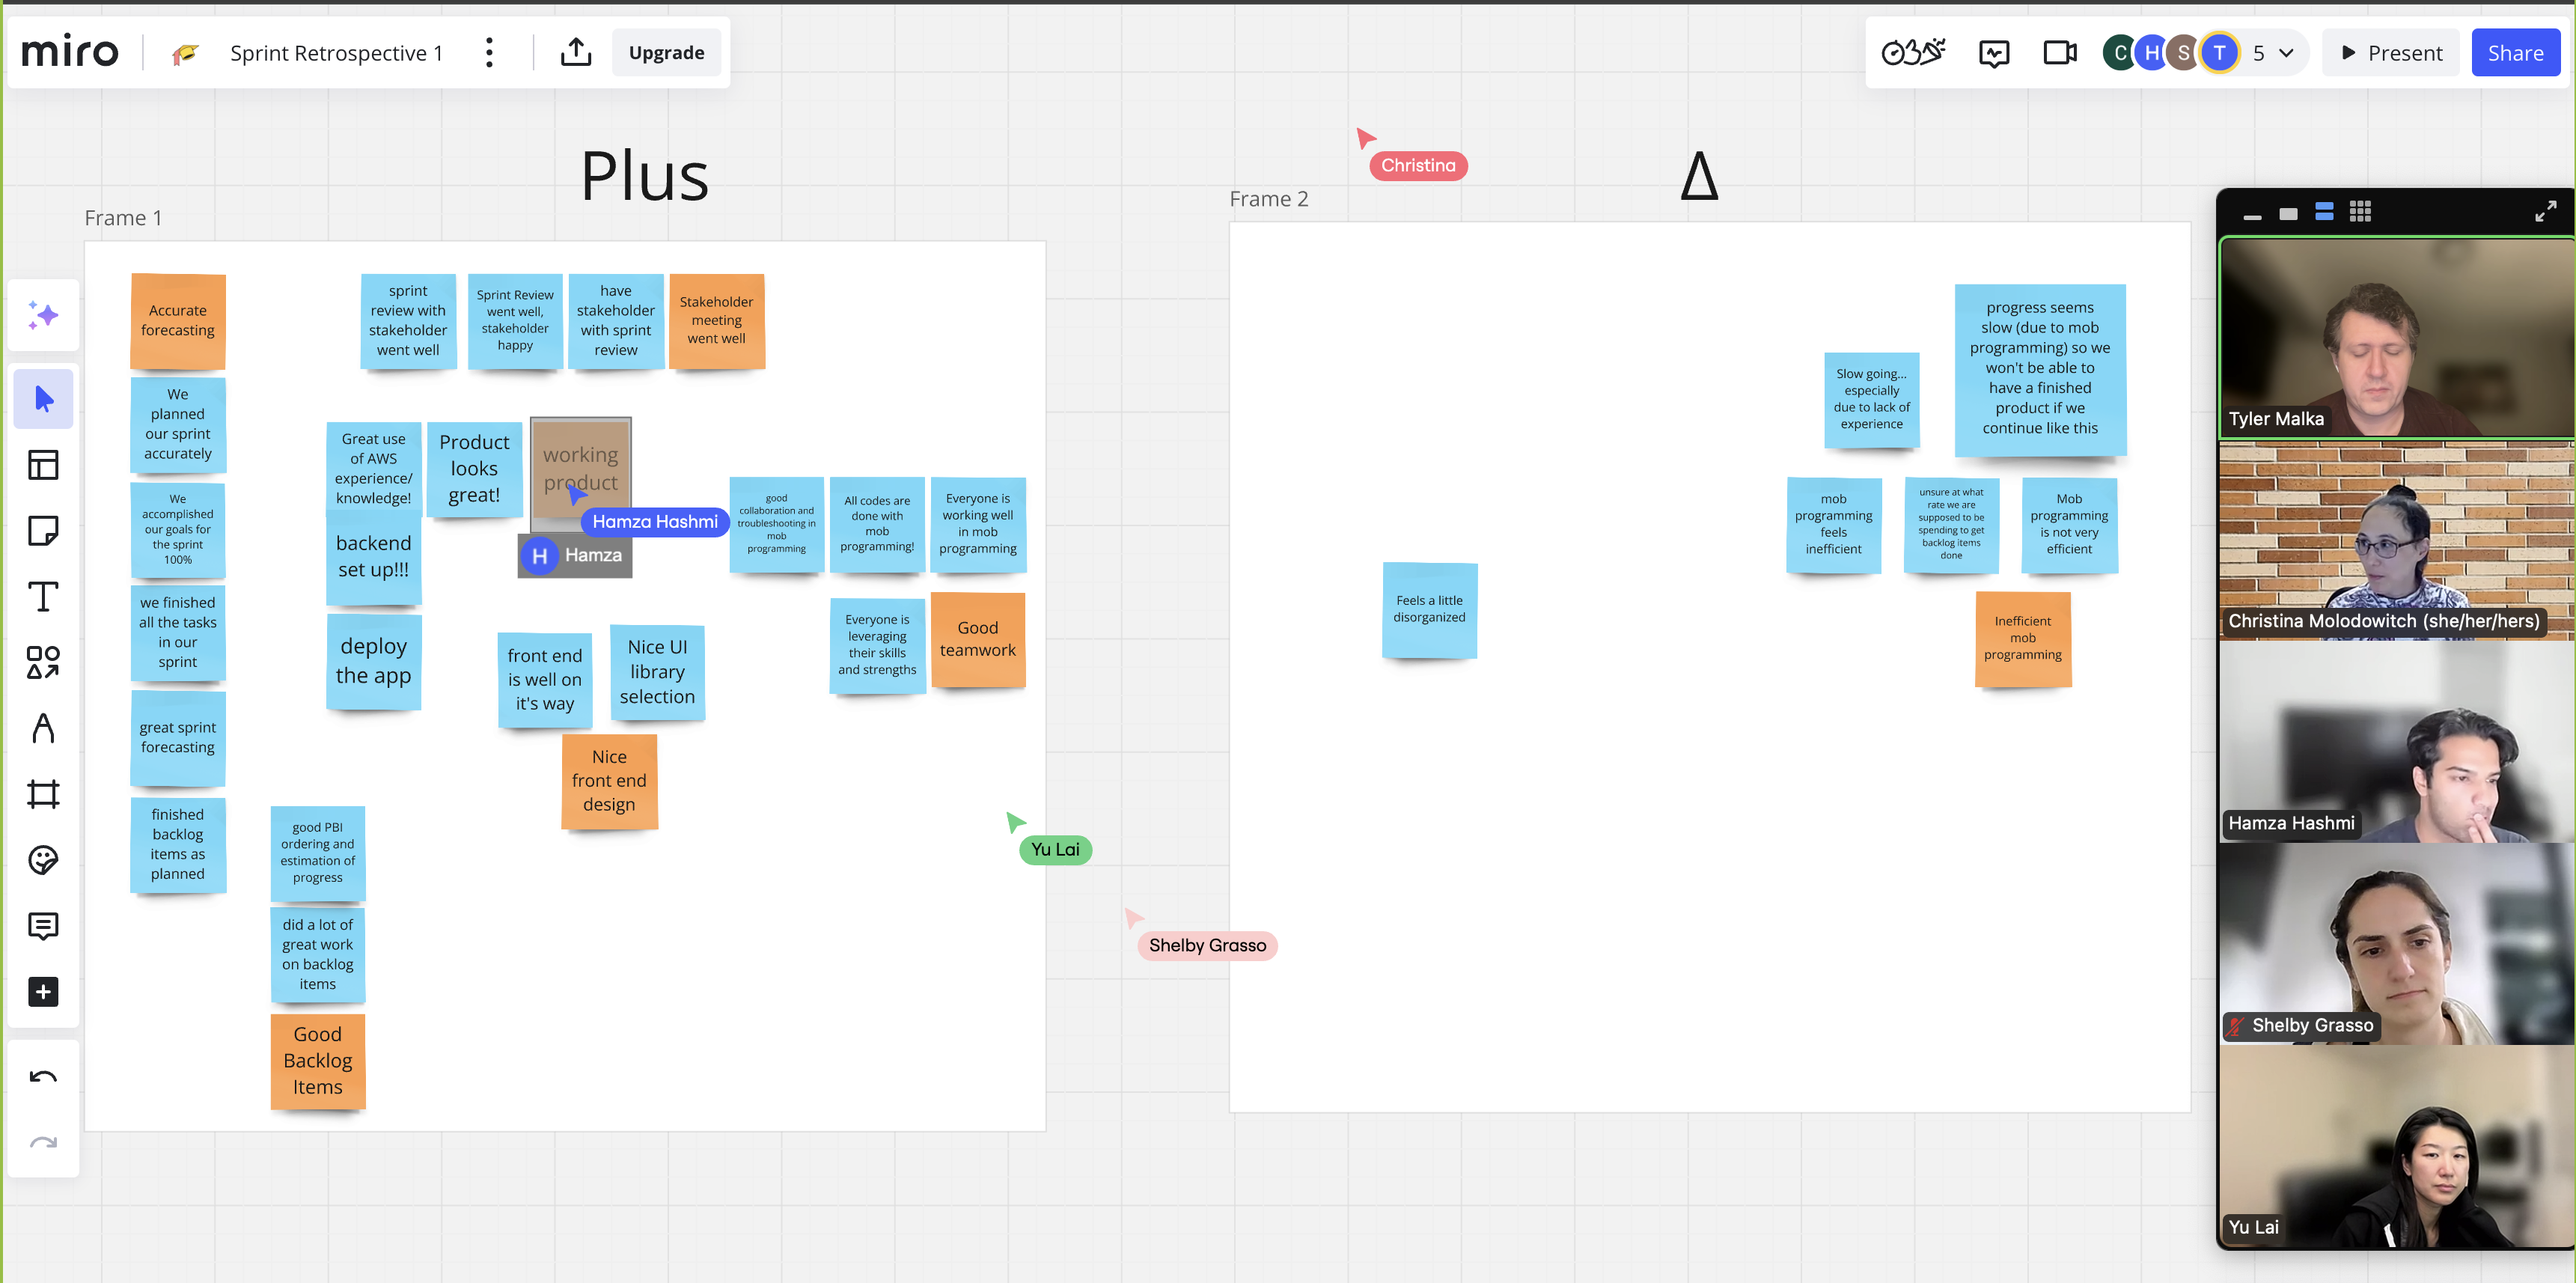 miro
Sprint Retrospective 1
Upgrade
C
H
S
T
5
Present
Share
Plus
Δ
Christina
Frame 1
Frame 2
Accurate
forecasting
We
planned
our sprint
accurately
We
accomplished
our goals for
the sprint
100%
we finished
all the tasks
in our
sprint
great sprint
forecasting
finished
backlog
items as
planned
sprint
review with
stakeholder
went well
Sprint Review
went well,
stakeholder
happy
have
stakeholder
with sprint
review
Stakeholder
meeting
went well
Great use
of AWS
experience/
knowledge!
Product
looks
great!
working
product
Hamza Hashmi
H
Hamza
backend
set up!!!
deploy
the app
front end
is well on
it's way
Nice UI
library
selection
Nice
front end
design
good
collaboration and
troubleshooting in
mob
programming
All codes are
done with
mob
programming!
Everyone is
working well
in mob
programming
Everyone is
leveraging
their skills
and strengths
Good
teamwork
good PBI
ordering and
estimation of
progress
did a lot of
great work
on backlog
items
Good
Backlog
Items
Yu Lai
Shelby Grasso
Feels a little
disorganized
Slow going...
especially
due to lack of
experience
progress seems
slow (due to mob
programming) so we
won't be able to
have a finished
product if we
continue like this
mob
programming
feels
inefficient
unsure at what
rate we are
supposed to be
spending to get
backlog items
done
Mob
programming
is not very
efficient
Inefficient
mob
programming
Tyler Malka
Christina Molodowitch (she/her/hers)
Hamza Hashmi
Shelby Grasso
Yu Lai